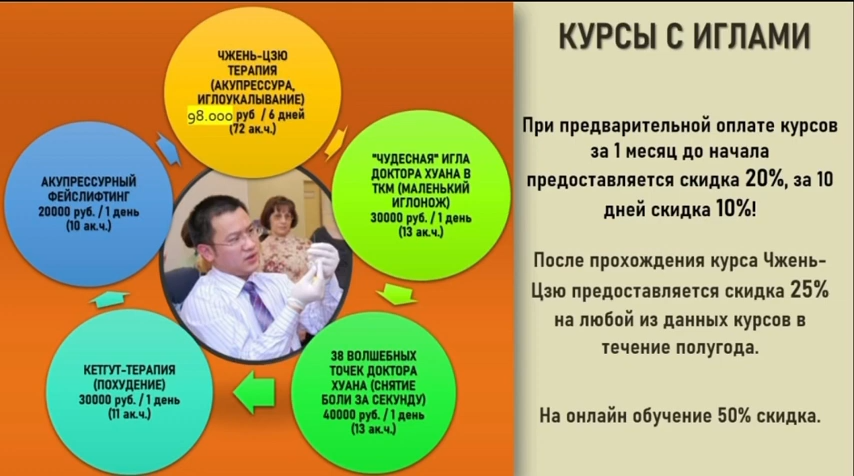 ЧЖЕНЬ-ЦЗЮ
ТЕРАПИЯ
(АКУПРЕССУРА,
ИГЛОУКАЛЫВАНИЕ)
98.000 руб / 6 дней
(72 ак.ч.)
"ЧУДЕСНАЯ" ИГЛА
ДОКТОРА ХУАНА В
ТКМ (МАЛЕНЬКИЙ
ИГЛОНОЖ)
30000 руб. / 1 день
(13 ак.ч.)
38 ВОЛШЕБНЫХ
ТОЧЕК ДОКТОРА
ХУАНА (СНЯТИЕ
БОЛИ ЗА СЕКУНДУ)
40000 руб. / 1 день
(13 ак.ч.)
КЕТГУТ-ТЕРАПИЯ
(ПОХУДЕНИЕ)
30000 руб. / 1 день
(11 ак.ч.)
АКУПРЕССУРНЫЙ
ФЕЙСЛИФТИНГ
20000 руб. / 1 день
(10 ак.ч.)
КУРСЫ С ИГЛАМИ
При предварительной оплате курсов
за 1 месяц до начала
предоставляется скидка 20%, за 10
дней скидка 10%!
После прохождения курса Чжень-
Цзю предоставляется скидка 25%
на любой из данных курсов в
течение полугода.
На онлайн обучение 50% скидка.